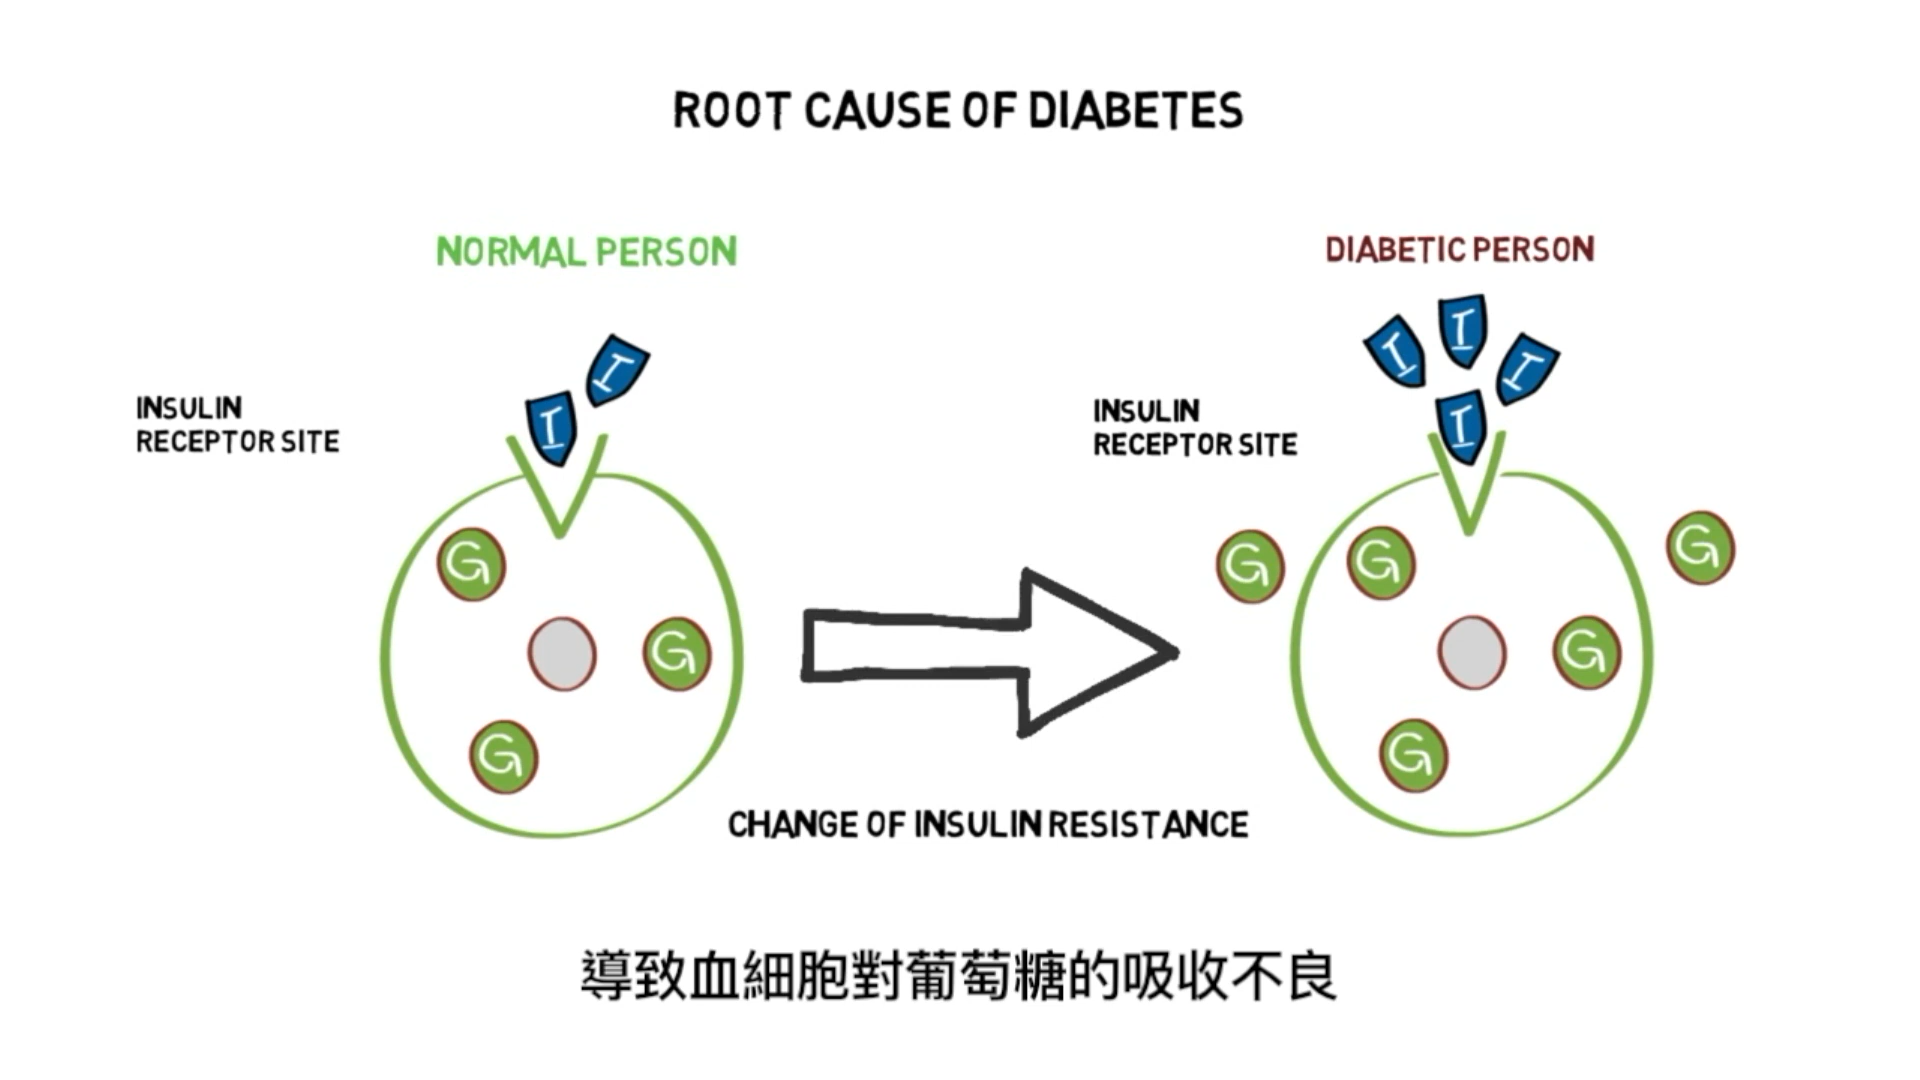 ROOT CAUSE OF DIABETES
NORMAL PERSON
DIABETIC PERSON
I
I
I
I
I
I
INSULIN
RECEPTOR SITE
INSULIN
RECEPTOR SITE
G
G
G
G
G
G
G
G
CHANGE OF INSULIN RESISTANCE
導致血細胞對葡萄糖的吸收不良